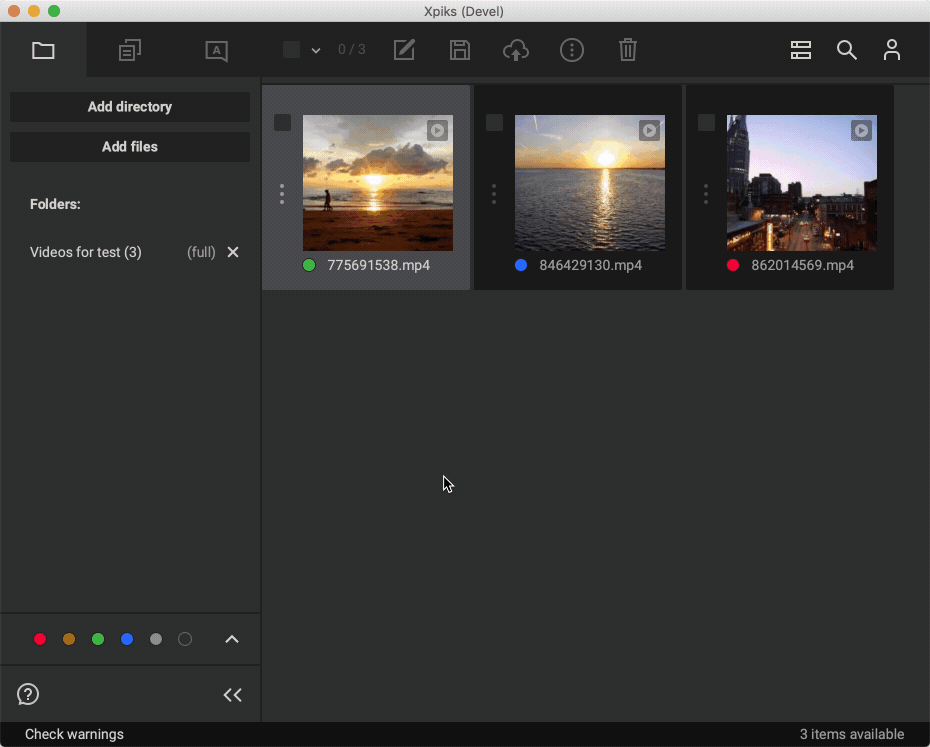 Xpiks (Devel)
A
0 / 3
Add directory
Add files
Folders:
Videos for test (3) (full)
775691538.mp4
846429130.mp4
862014569.mp4
?
Check warnings
3 items available